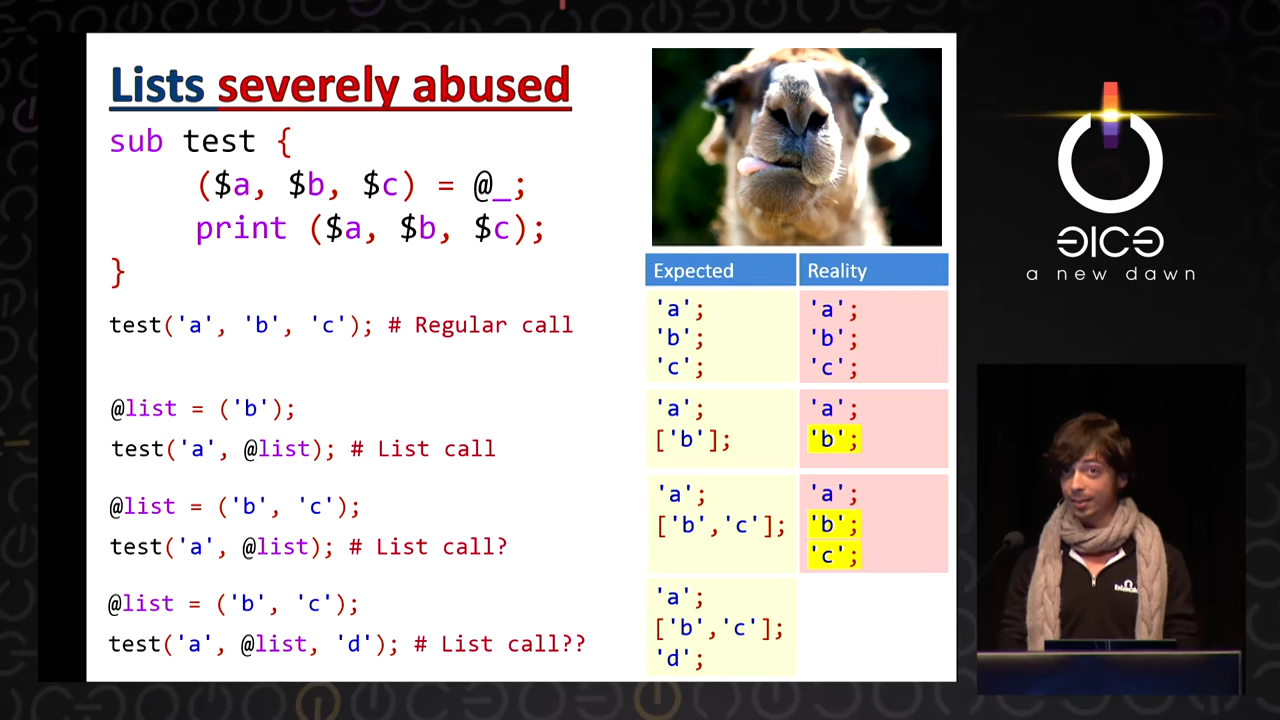 Lists severely abused
sub test {
($a, $b, $c) = @_;
print ($a, $b, $c);
}
test('a', 'b', 'c'); # Regular call
@list = ('b');
test('a', @list); # List call
@list = ('b', 'c');
test('a', @list); # List call?
@list = ('b', 'c');
test('a', @list, 'd'); # List call??
Expected Reality
'a'; 'a';
'b'; 'b';
'c'; 'c';
'a'; 'a';
['b']; 'b';
'a'; 'a';
['b','c']; 'b';
'c';
'a';
['b','c'];
'd';
a new dawn